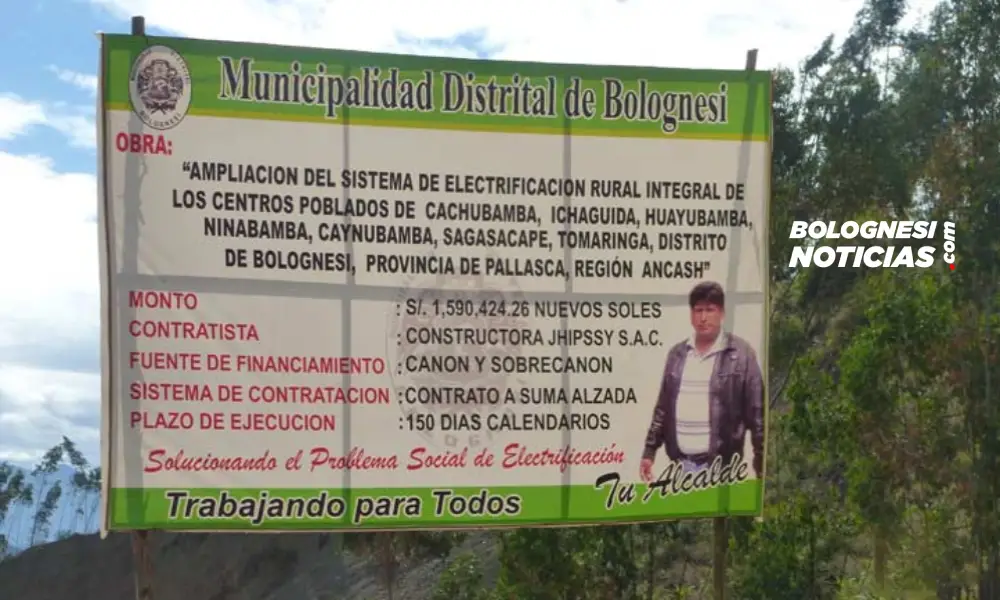 Municipalidad Distrital de Bolognesi
BOLOGNESI
OBRA:
“AMPLIACION DEL SISTEMA DE ELECTRIFICACION RURAL INTEGRAL DE
LOS CENTROS POBLADOS DE CACHUBAMBA, ICHAGUIDA, HUAYUBAMBA,
NINABAMBA, CAYNUBAMBA, SAGASACAPE, TOMARINGA, DISTRITO
DE BOLOGNESI, PROVINCIA DE PALLASCA, REGIÓN ANCASH”
MONTO : S/. 1,590,424.26 NUEVOS SOLES
CONTRATISTA : CONSTRUCTORA JHIPSSY S.A.C.
FUENTE DE FINANCIAMIENTO : CANON Y SOBRECANON
SISTEMA DE CONTRATACION : CONTRATO A SUMA ALZADA
PLAZO DE EJECUCION : 150 DIAS CALENDARIOS
Solucionando el Problema Social de Electrificación
Tu Alcalde
Trabajando para Todos
BOLOGNESI
NOTICIAS.com